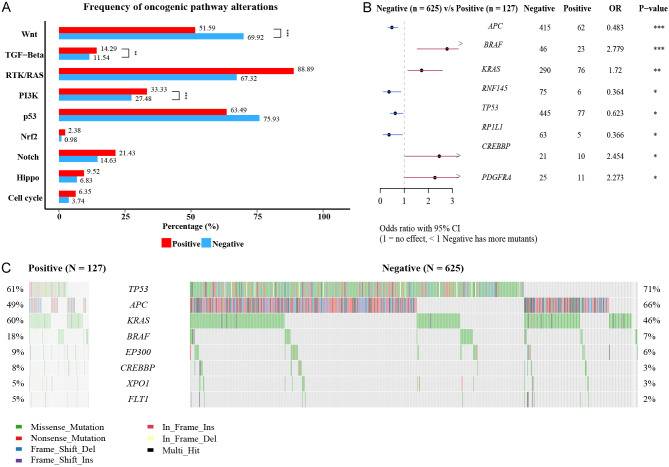 A
Frequency of oncogenic pathway alterations
Wnt
51.59
69.92
***
TGF-Beta
14.29
11.54
**
RTK/RAS
88.89
67.32
PI3K
33.33
27.48
***
p53
63.49
75.93
Nrf2
2.38
0.98
Notch
21.43
14.63
Hippo
9.52
6.83
Cell cycle
6.35
3.74
0 25 50 75 100
Percentage (%)
Positive Negative
B
Negative (N = 625) v/s Positive (N = 127) Negative Positive OR P−value
APC 415 62 0.483 ***
BRAF 46 23 2.779 ***
KRAS 290 76 1.72 **
RNF145 75 6 0.364 *
TP53 445 77 0.623 *
RP1L1 63 5 0.366 *
CREBBP 21 10 2.454 *
PDGFRA 25 11 2.273 *
0 1 2 3
Odds ratio with 95% CI
(1 = no effect, < 1 Negative has more mutants)
C
Positive (N = 127) Negative (N = 625)
61% TP53 71%
49% APC 66%
60% KRAS 46%
18% BRAF 7%
9% EP300 6%
8% CREBBP 3%
5% XPO1 3%
5% FLT1 2%
Missense_Mutation
Nonsense_Mutation
Frame_Shift_Del
Frame_Shift_Ins
In_Frame_Ins
In_Frame_Del
Multi_Hit